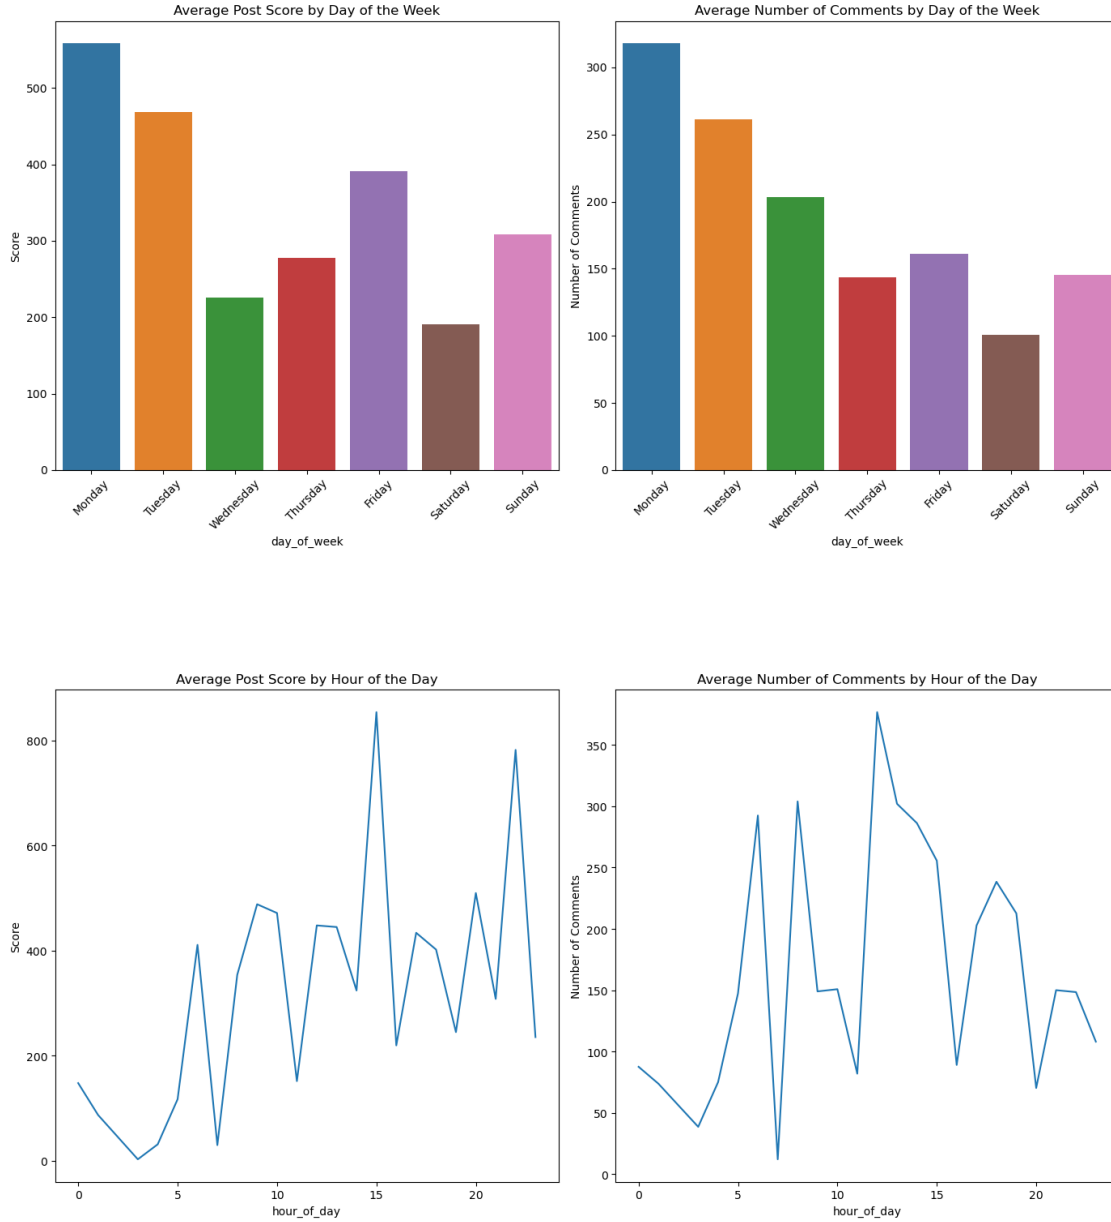 Average Post Score by Day of the Week
Score
500
400
300
200
100
0
Monday
Tuesday
Wednesday
Thursday
Friday
Saturday
Sunday
day_of_week
Average Number of Comments by Day of the Week
Number of Comments
300
250
200
150
100
50
0
Monday
Tuesday
Wednesday
Thursday
Friday
Saturday
Sunday
day_of_week
Average Post Score by Hour of the Day
Score
800
600
400
200
0
0 5 10 15 20
hour_of_day
Average Number of Comments by Hour of the Day
Number of Comments
350
300
250
200
150
100
50
0
0 5 10 15 20
hour_of_day